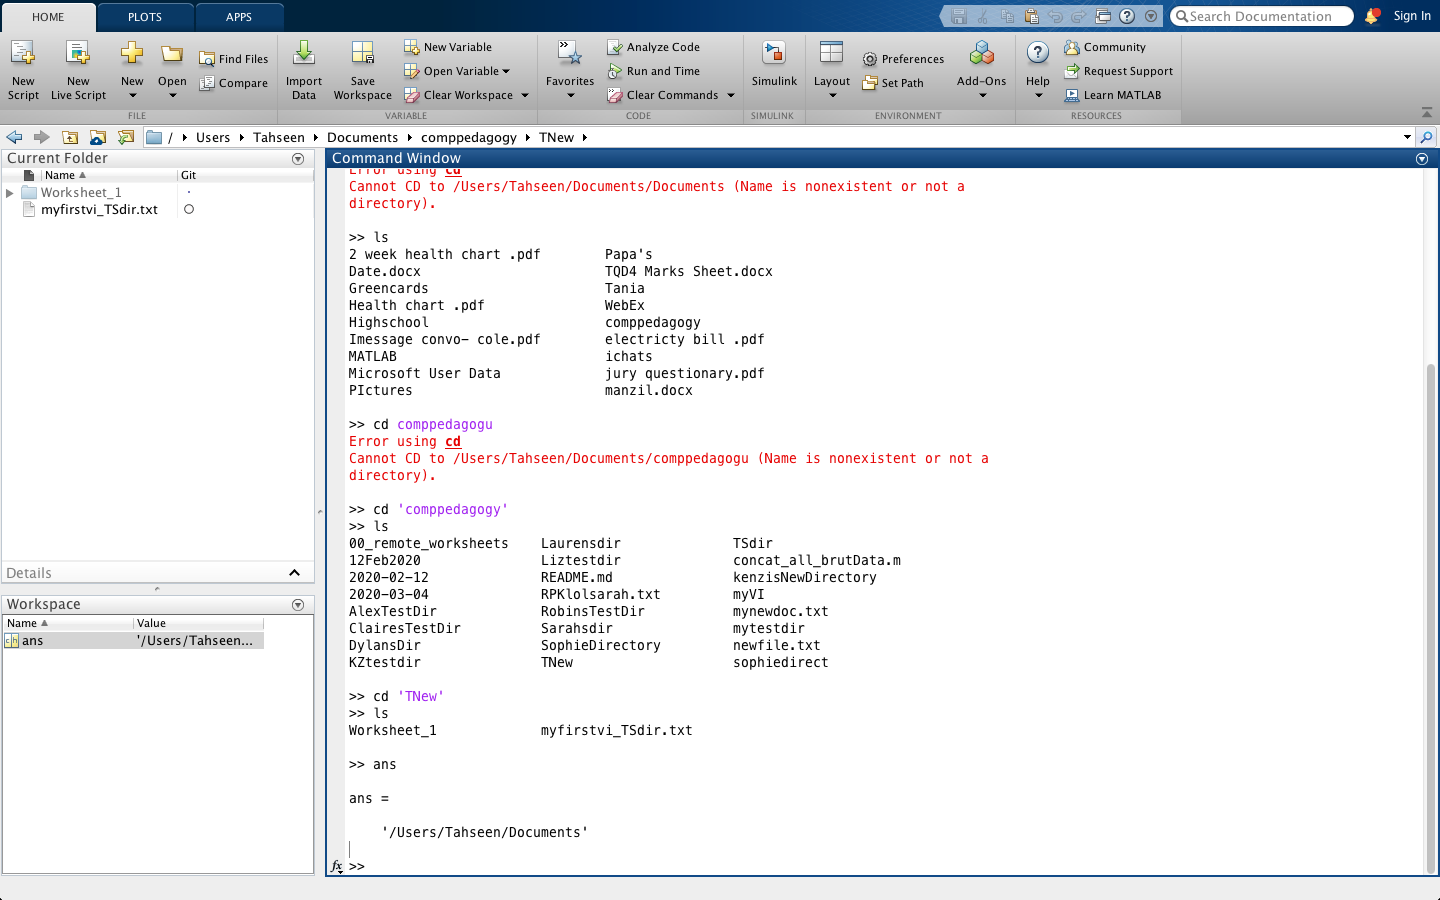 HOME PLOTS APPS
Search Documentation Sign In
New Script
New Live Script
New
Open
Find Files
Compare
Import Data
Save Workspace
New Variable
Open Variable
Clear Workspace
Favorites
Analyze Code
Run and Time
Clear Commands
Simulink
Layout
Preferences
Set Path
Add-Ons
Help
Community
Request Support
Learn MATLAB
FILE VARIABLE CODE SIMULINK ENVIRONMENT RESOURCES
/ Users Tahseen Documents comppedagogy TNew
Current Folder
Name Git
Worksheet_1
myfirstvi_TSdir.txt
Details
Workspace
Name Value
ans '/Users/Tahseen...
Command Window
Error using cd
Cannot CD to /Users/Tahseen/Documents/Documents (Name is nonexistent or not a
directory).
>> ls
2 week health chart .pdf Papa's
Date.docx TQD4 Marks Sheet.docx
Greencards Tania
Health chart .pdf WebEx
Highschool comppedagogy
Imessage convo- cole.pdf electricty bill .pdf
MATLAB ichats
Microsoft User Data jury questionary.pdf
PIctures manzil.docx
>> cd comppedagogu
Error using cd
Cannot CD to /Users/Tahseen/Documents/comppedagogu (Name is nonexistent or not a
directory).
>> cd 'comppedagogy'
>> ls
00_remote_worksheets Laurensdir TSdir
12Feb2020 Liztestdir concat_all_brutData.m
2020-02-12 README.md kenzisNewDirectory
2020-03-04 RPKlolsarah.txt myVI
AlexTestDir RobinsTestDir mynewdoc.txt
ClairesTestDir Sarahsdir mytestdir
DylansDir SophieDirectory newfile.txt
KZtestdir TNew sophiedirect
>> cd 'TNew'
>> ls
Worksheet_1 myfirstvi_TSdir.txt
>> ans
ans =
'/Users/Tahseen/Documents'
fx >>